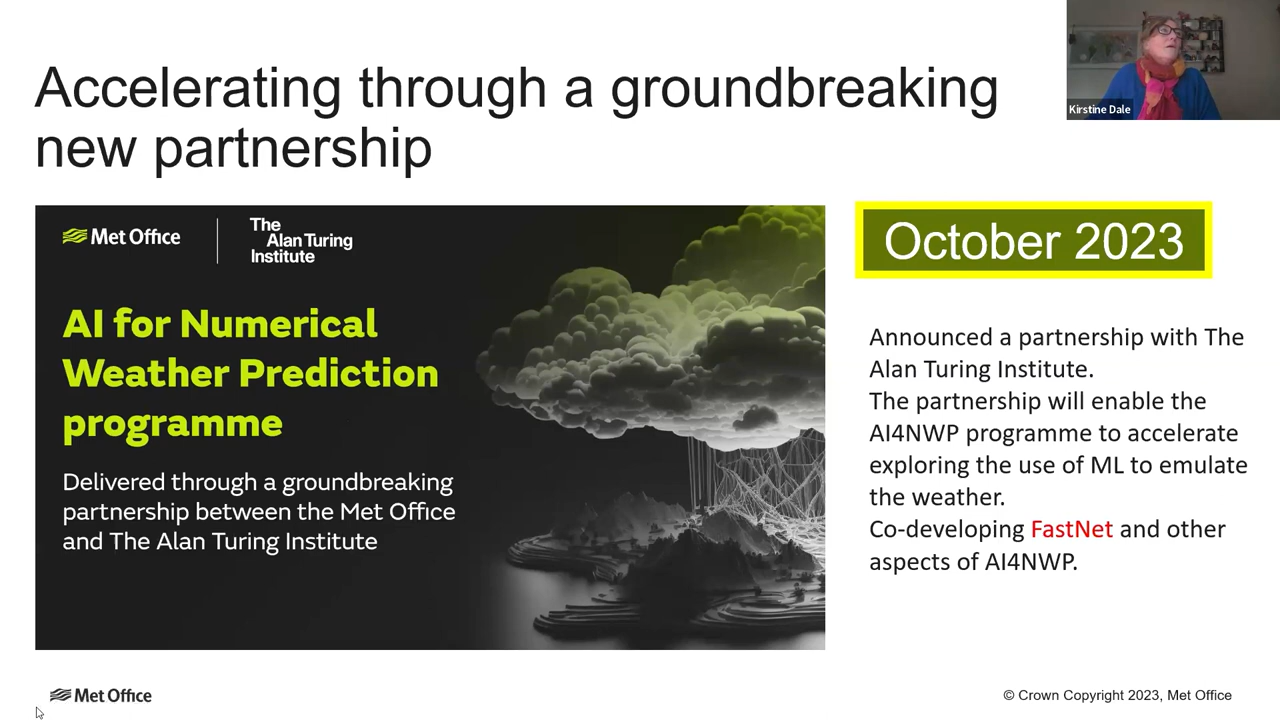 Accelerating through a groundbreaking
new partnership
Kirstine Dale
Met Office
The
Alan Turing
Institute
AI for Numerical
Weather Prediction
programme
Delivered through a groundbreaking
partnership between the Met Office
and The Alan Turing Institute
October 2023
Announced a partnership with The
Alan Turing Institute.
The partnership will enable the
AI4NWP programme to accelerate
exploring the use of ML to emulate
the weather.
Co-developing FastNet and other
aspects of AI4NWP.
Met Office
© Crown Copyright 2023, Met Office